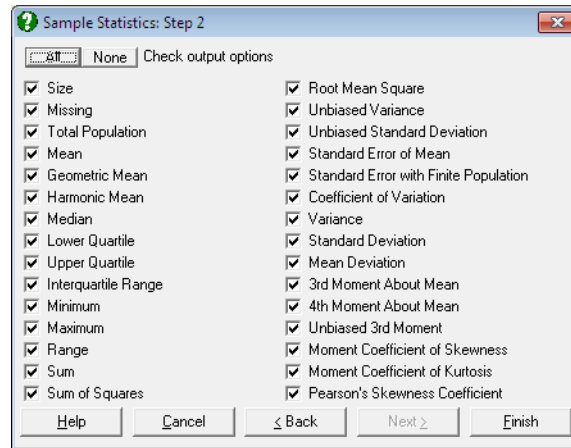 Sample Statistics: Step 2
All None Check output options
Size
Missing
Total Population
Mean
Geometric Mean
Harmonic Mean
Median
Lower Quartile
Upper Quartile
Interquartile Range
Minimum
Maximum
Range
Sum
Sum of Squares
Root Mean Square
Unbiased Variance
Unbiased Standard Deviation
Standard Error of Mean
Standard Error with Finite Population
Coefficient of Variation
Variance
Standard Deviation
Mean Deviation
3rd Moment About Mean
4th Moment About Mean
Unbiased 3rd Moment
Moment Coefficient of Skewness
Moment Coefficient of Kurtosis
Pearson's Skewness Coefficient
Help Cancel < Back Next > Finish